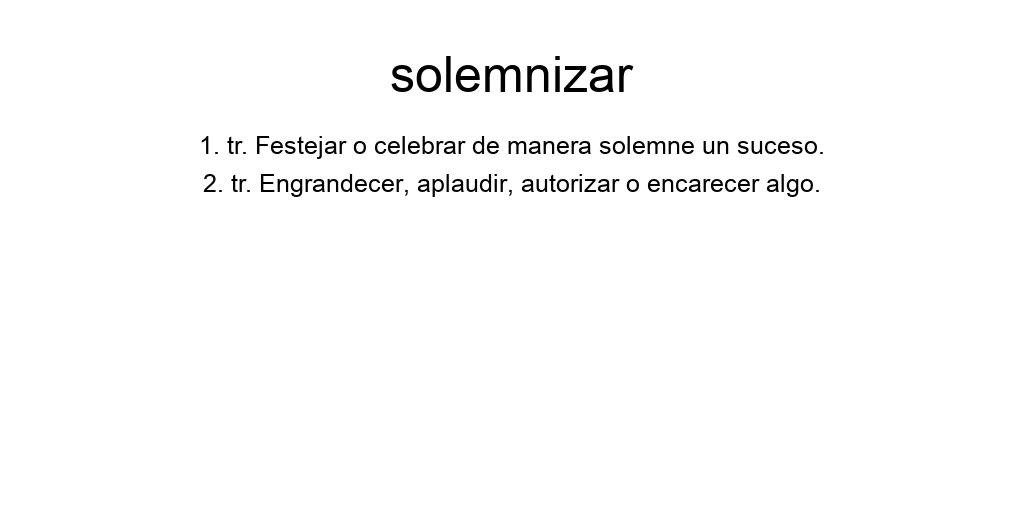 solemnizar
1. tr. Festejar o celebrar de manera solemne un suceso.
2. tr. Engrandecer, aplaudir, autorizar o encarecer algo.